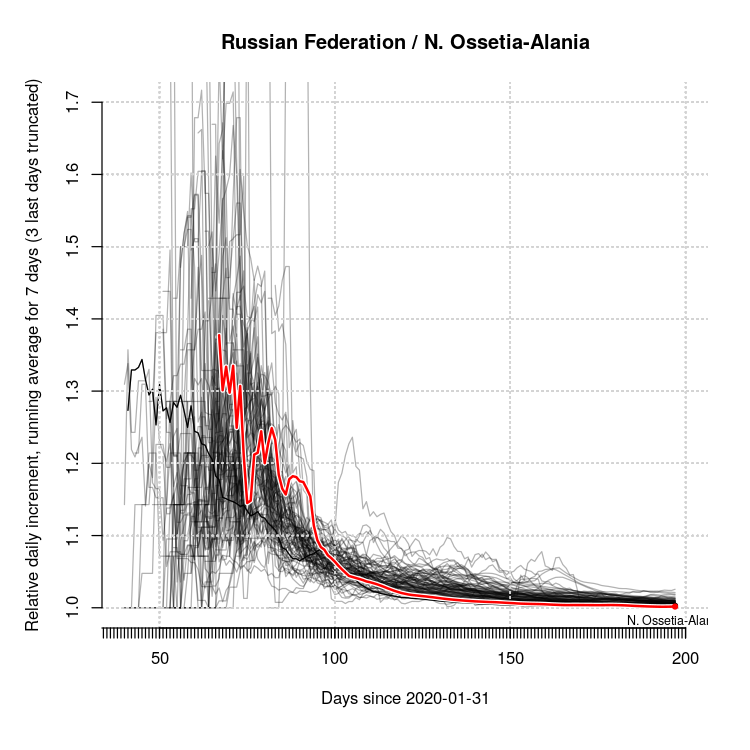 Russian Federation / N. Ossetia-Alania
Relative daily increment, running average for 7 days (3 last days truncated)
1.7
1.6
1.5
1.4
1.3
1.2
1.1
1.0
N. Ossetia-Alar
50 100 150 200
Days since 2020-01-31